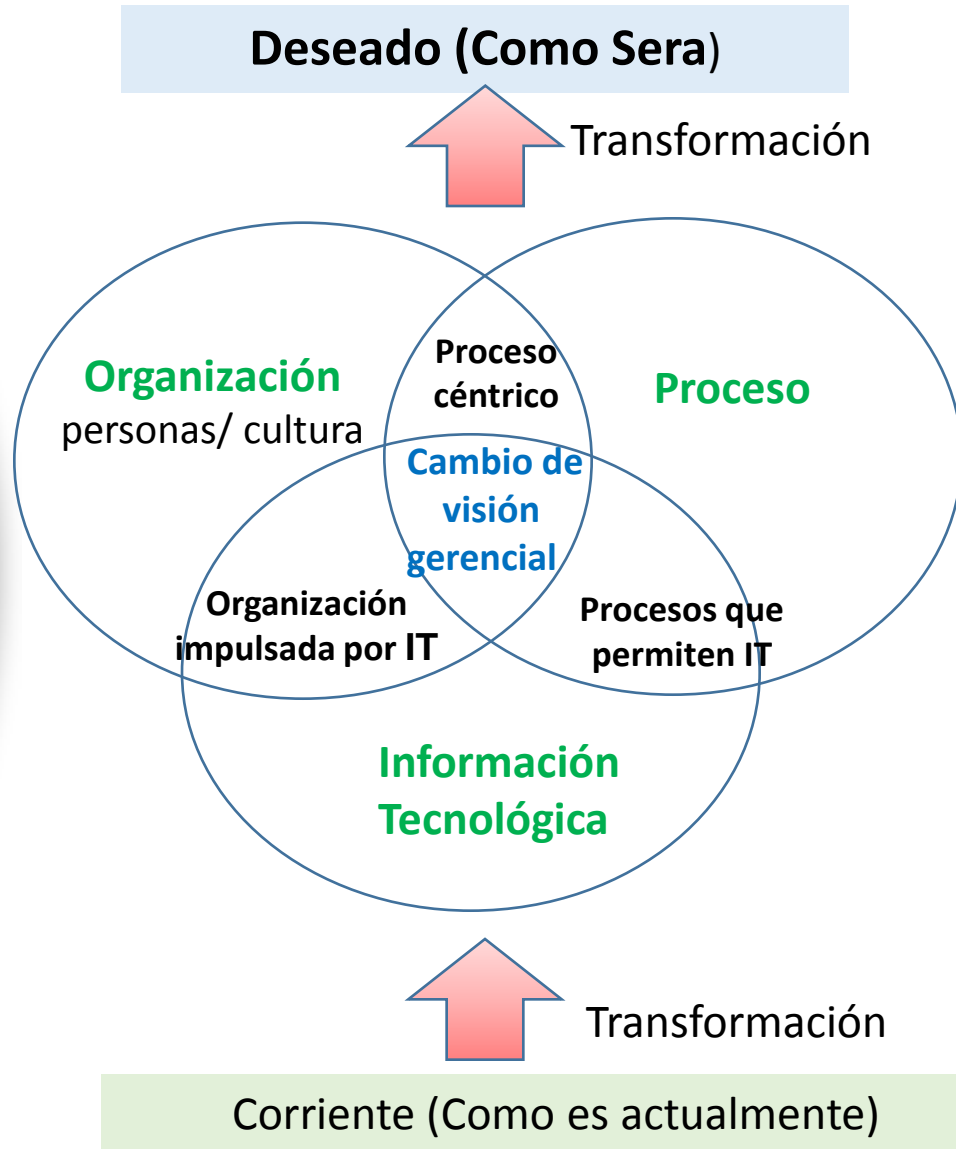 Deseado (Como Sera)
Transformación
Proceso
céntrico
Organización
personas/ cultura
Proceso
Cambio de
visión
gerencial
Organización
impulsada por IT
Procesos que
permiten IT
Información
Tecnológica
Transformación
Corriente (Como es actualmente)